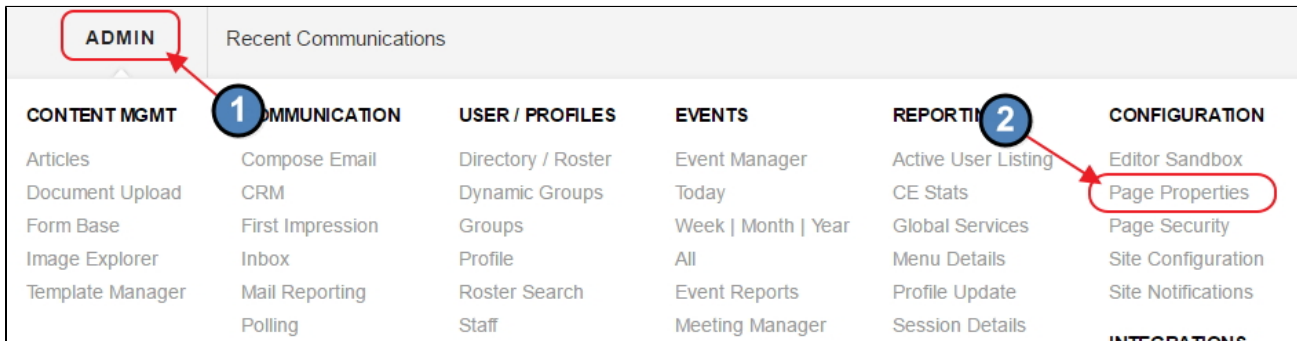 ADMIN
Recent Communications
CONTENT MGMT
1
OMMUNICATION
USER / PROFILES
EVENTS
REPORTIN
2
CONFIGURATION
Articles
Compose Email
Directory / Roster
Event Manager
Active User Listing
Editor Sandbox
Document Upload
CRM
Dynamic Groups
Today
CE Stats
Page Properties
Form Base
First Impression
Groups
Week | Month | Year
Global Services
Page Security
Image Explorer
Inbox
Profile
All
Menu Details
Site Configuration
Template Manager
Mail Reporting
Roster Search
Event Reports
Profile Update
Site Notifications
Polling
Staff
Meeting Manager
Session Details
INTEGRATIONS